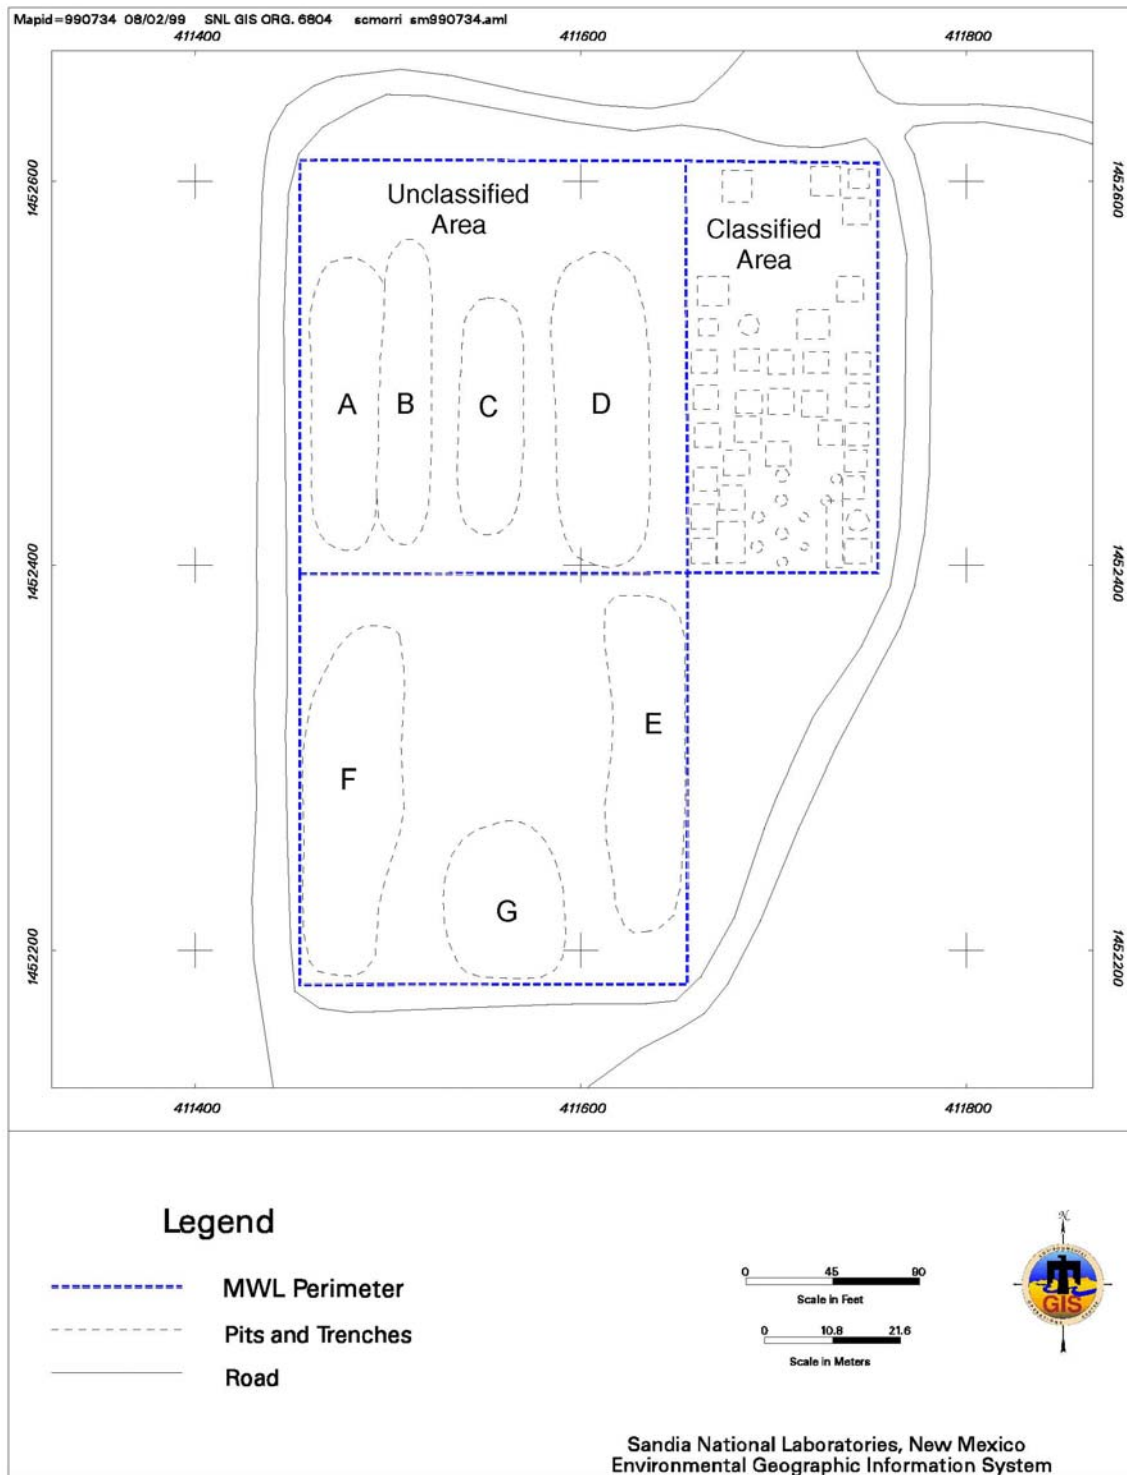 Mapid=990734 08/02/99 SNL GIS ORG. 6804 scmorri sm990734.aml
411400 411600 411800
1452600 1452600
Unclassified
Area
Classified
Area
A B C D
1452400 1452400
E
F
G
1452200 1452200
411400 411600 411800
Legend
MWL Perimeter
Pits and Trenches
Road
0 45 90
Scale in Feet
0 10.8 21.6
Scale in Meters
N
GIS
Sandia National Laboratories, New Mexico
Environmental Geographic Information System